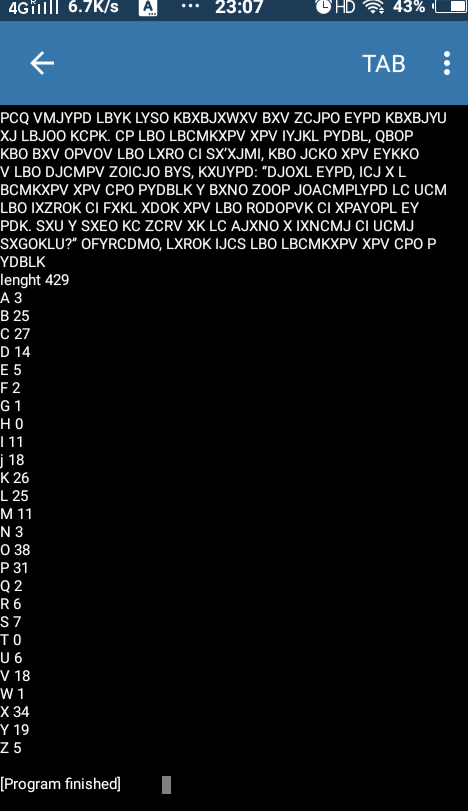 4G 6.7K/s A ... 23:07 HD 43%
TAB
PCQ VMJYPD LBYK LYSO KBXBJXWXV BXV ZCJPO EYPD KBXBJYU
XJ LBJOO KCPK. CP LBO LBCMKXPV XPV IYJKL PYDBL, QBOP
KBO BXV OPVOV LBO LXRO CI SX'XJMI, KBO JCKO XPV EYKKO
V LBO DJCMPV ZOICJO BYS, KXUYPD: “DJOXL EYPD, ICJ X L
BCMKXPV XPV CPO PYDBLK Y BXNO ZOOP JOACMPLYPD LC UCM
LBO IXZROK CI FXKL XDOK XPV LBO RODOPVK CI XPAYOPL EY
PDK. SXU Y SXEO KC ZCRV XK LC AJXNO X IXNCMJ CI UCMJ
SXGOKLU?” OFYRCDMO, LXROK IJCS LBO LBCMKXPV XPV CPO P
YDBLK
lenght 429
A 3
B 25
C 27
D 14
E 5
F 2
G 1
H 0
I 11
j 18
K 26
L 25
M 11
N 3
O 38
P 31
Q 2
R 6
S 7
T 0
U 6
V 18
W 1
X 34
Y 19
Z 5
[Program finished]